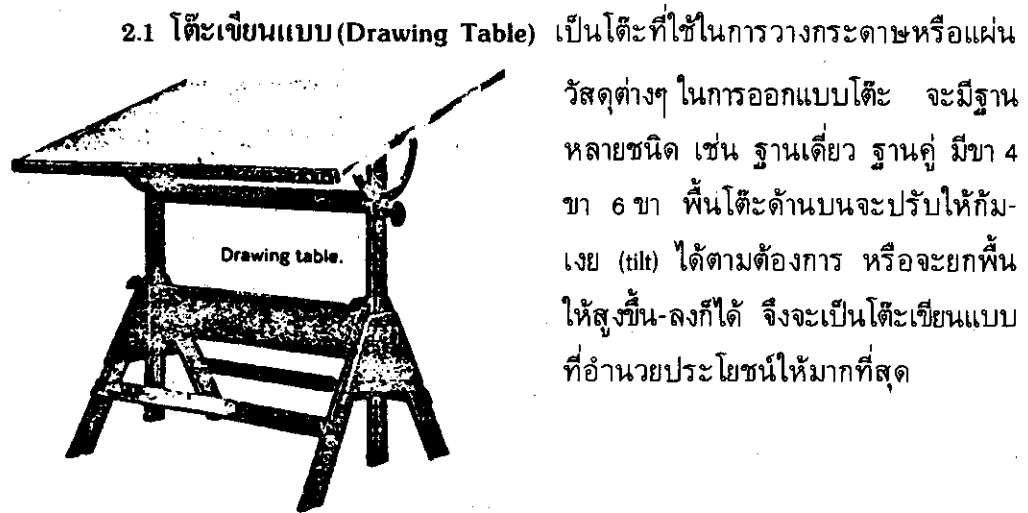 2.1 โต๊ะเขียนแบบ(Drawing Table) เป็นโต๊ะที่ใช้ในการวางกระดาษหรือแผ่น
วัสดุต่างๆ ในการออกแบบโต๊ะ จะมีฐาน
หลายชนิด เช่น ฐานเดี่ยว ฐานคู่ มีขา 4
ขา 6 ขา พื้นโต๊ะด้านบนจะปรับให้ก้ม-
เงย (tilt) ได้ตามต้องการ หรือจะยกพื้น
ให้สูงขึ้น-ลงก็ได้ จึงจะเป็นโต๊ะเขียนแบบ
ที่อำนวยประโยชน์ให้มากที่สุด
Drawing table.